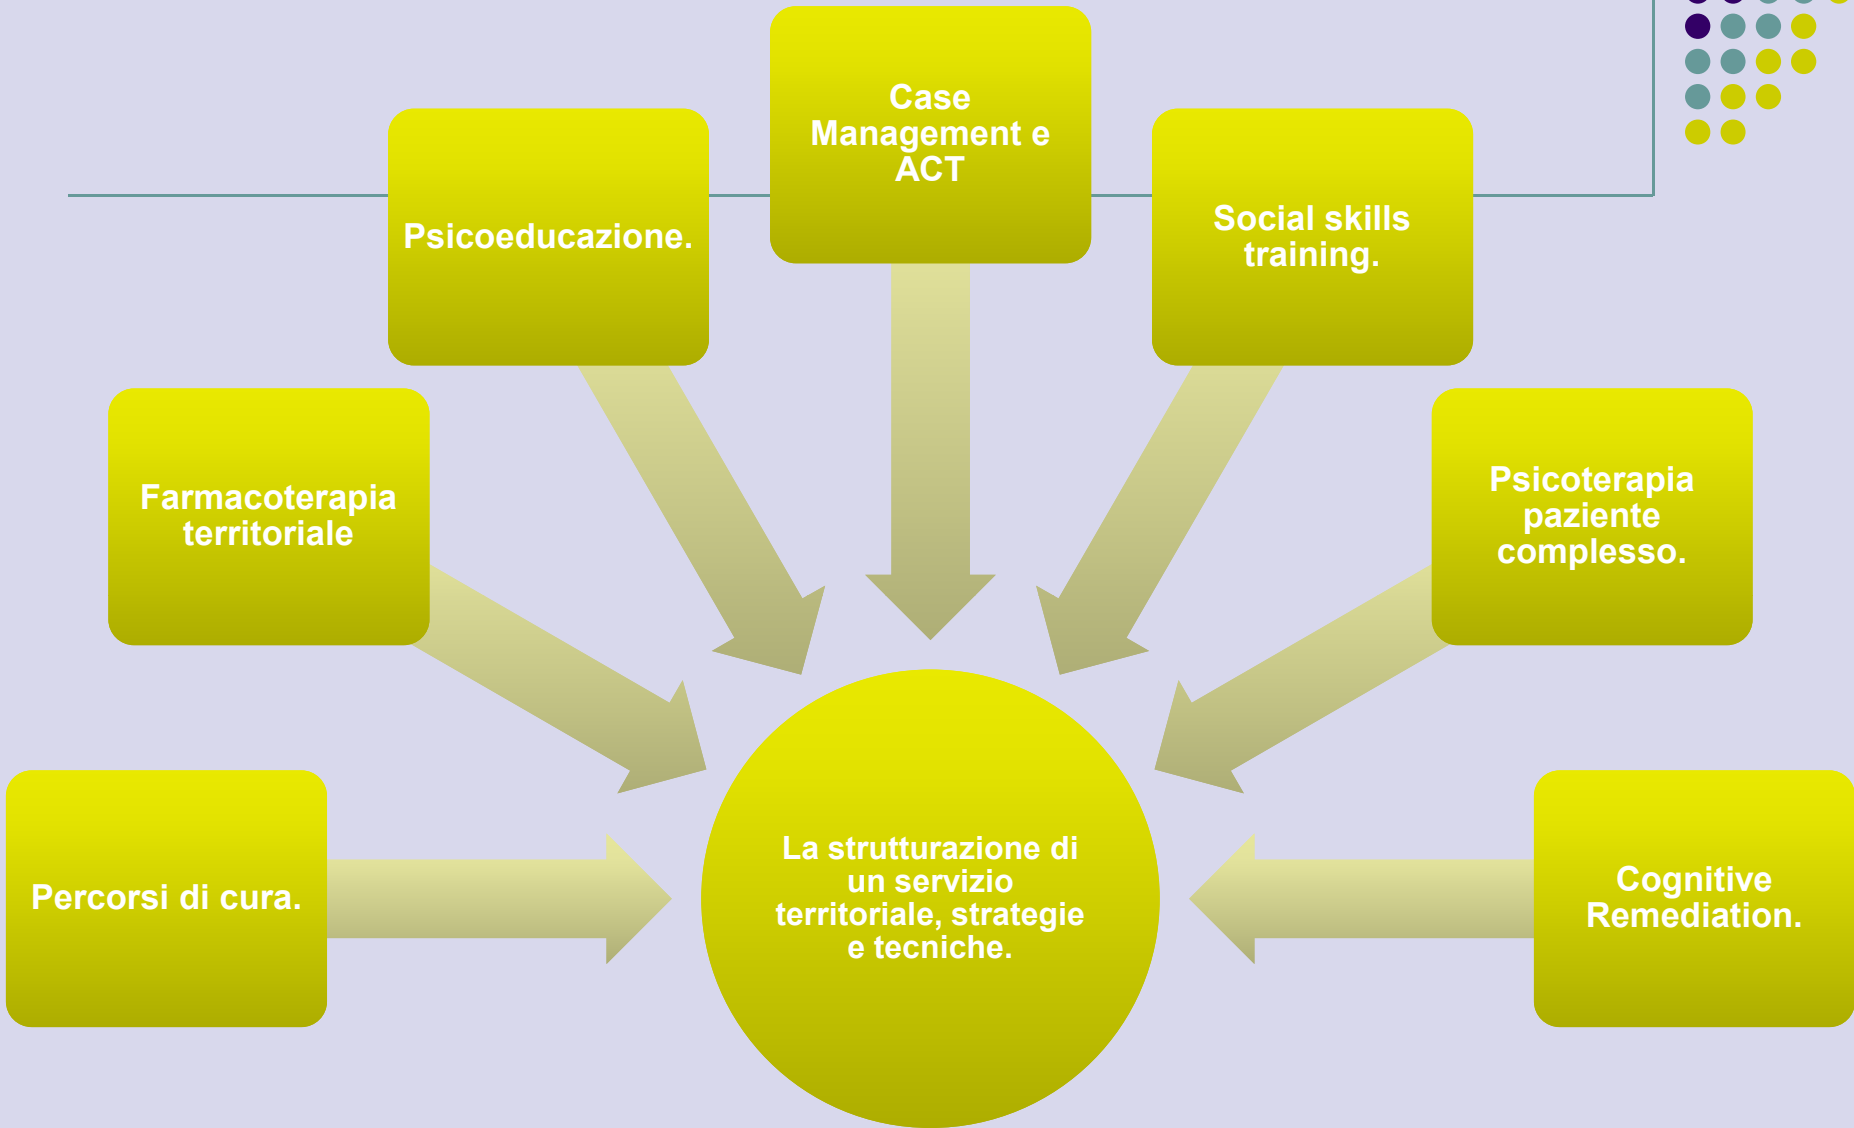 Case
Management e
ACT
Psicoeducazione.
Social skills
training.
Farmacoterapia
territoriale
Psicoterapia
paziente
complesso.
Percorsi di cura.
La strutturazione di
un servizio
territoriale, strategie
e tecniche.
Cognitive
Remediation.